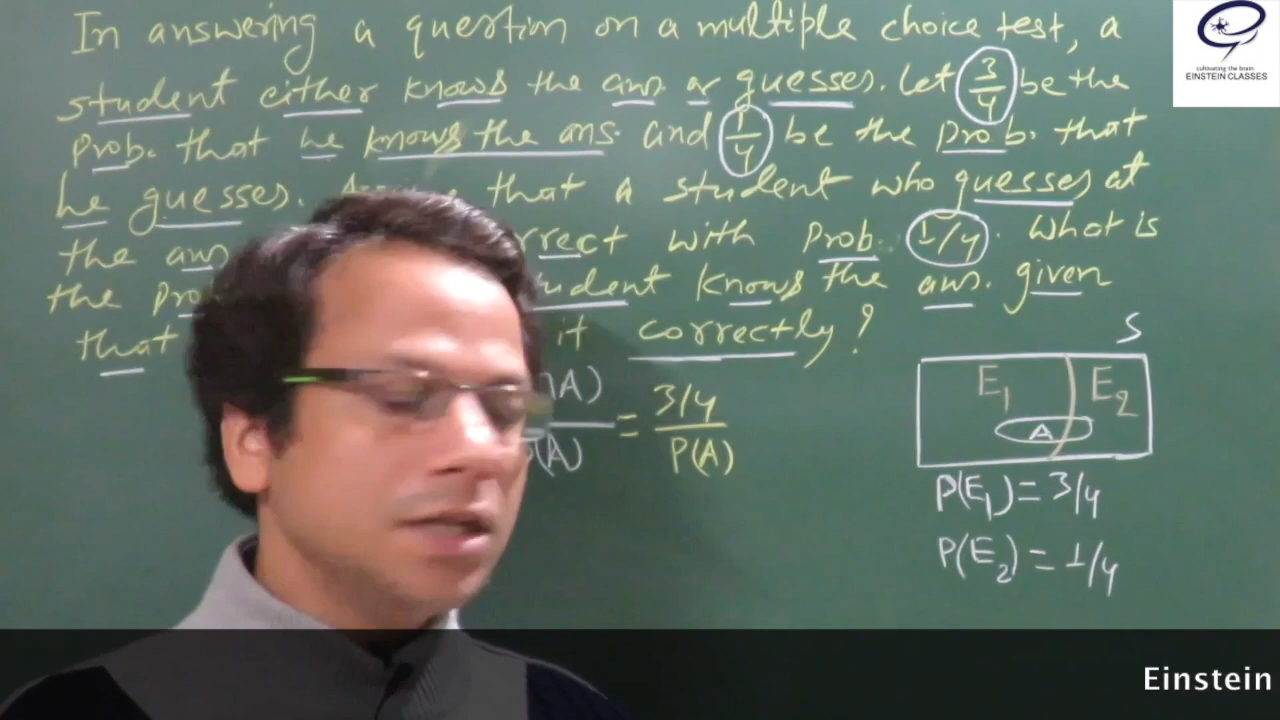 In answering a question on a multiple choice test, a
student either knows the ans. or guesses. Let 3/4 be the
prob. that he knows the ans. and 1/4 be the prob. that
he guesses. that a student who guesses at
the ans rrect with prob. 1/4. What is
the pro udent knows the ans. given
that it correctly?
∩A) / P(A) = 3/4 / P(A)
S
E1 E2
A
P(E1) = 3/4
P(E2) = 1/4
cultivating the brain
EINSTEIN CLASSES
Einstein